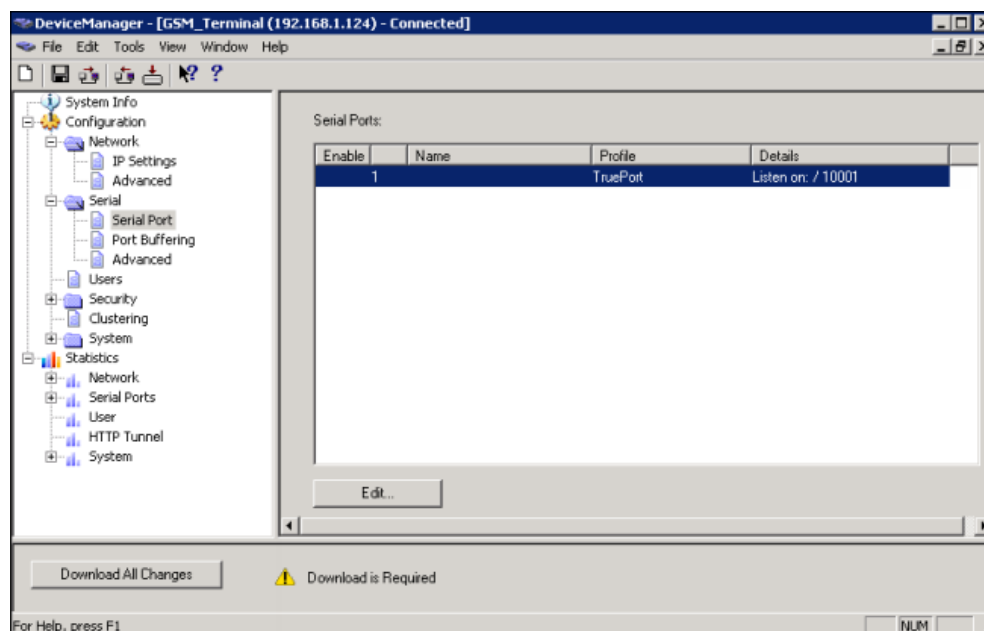 DeviceManager - [GSM_Terminal (192.168.1.124) - Connected]
File Edit Tools View Window Help
System Info
Configuration
Network
IP Settings
Advanced
Serial
Serial Port
Port Buffering
Advanced
Users
Security
Clustering
System
Statistics
Network
Serial Ports
User
HTTP Tunnel
System
Serial Ports:
Enable Name Profile Details
1 TruePort Listen on: / 10001
Edit...
Download All Changes
Download is Required
For Help, press F1
NUM